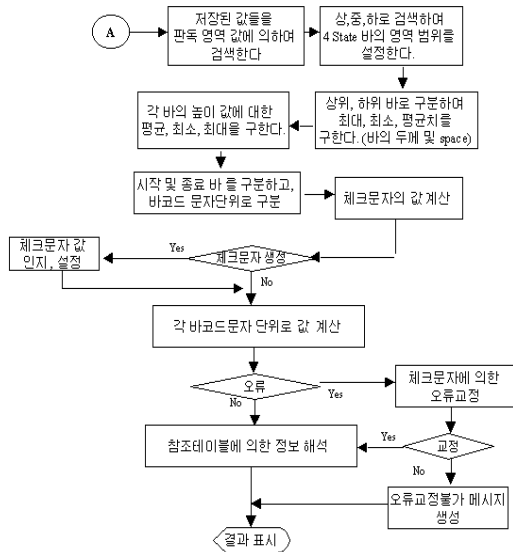 A
저장된 값들을
판독 영역 값에 의하며
검색한다
상,중,하로 검색하며
4 State 바의 영역 범위를
설정한다.
상위, 하위 바로 구분하며
최대, 최소, 평균치를
구한다. (바의 두께 및 space)
각 바의 높이 값에 대한
평균, 최소, 최대을 구한다.
시작 및 종료 바 를 구분하고,
바코드 문자단위로 구분
체크문자의 값 계산
체크문자 생성
Yes
체크문자 값
인지, 설정
No
각 바코드문자 단위로 값 계산
오류
Yes
No
체크문자에 의한
오류교정
교정
Yes
No
참조테이블에 의한 정보 해석
오류교정불가 메시지
생성
결과 표시